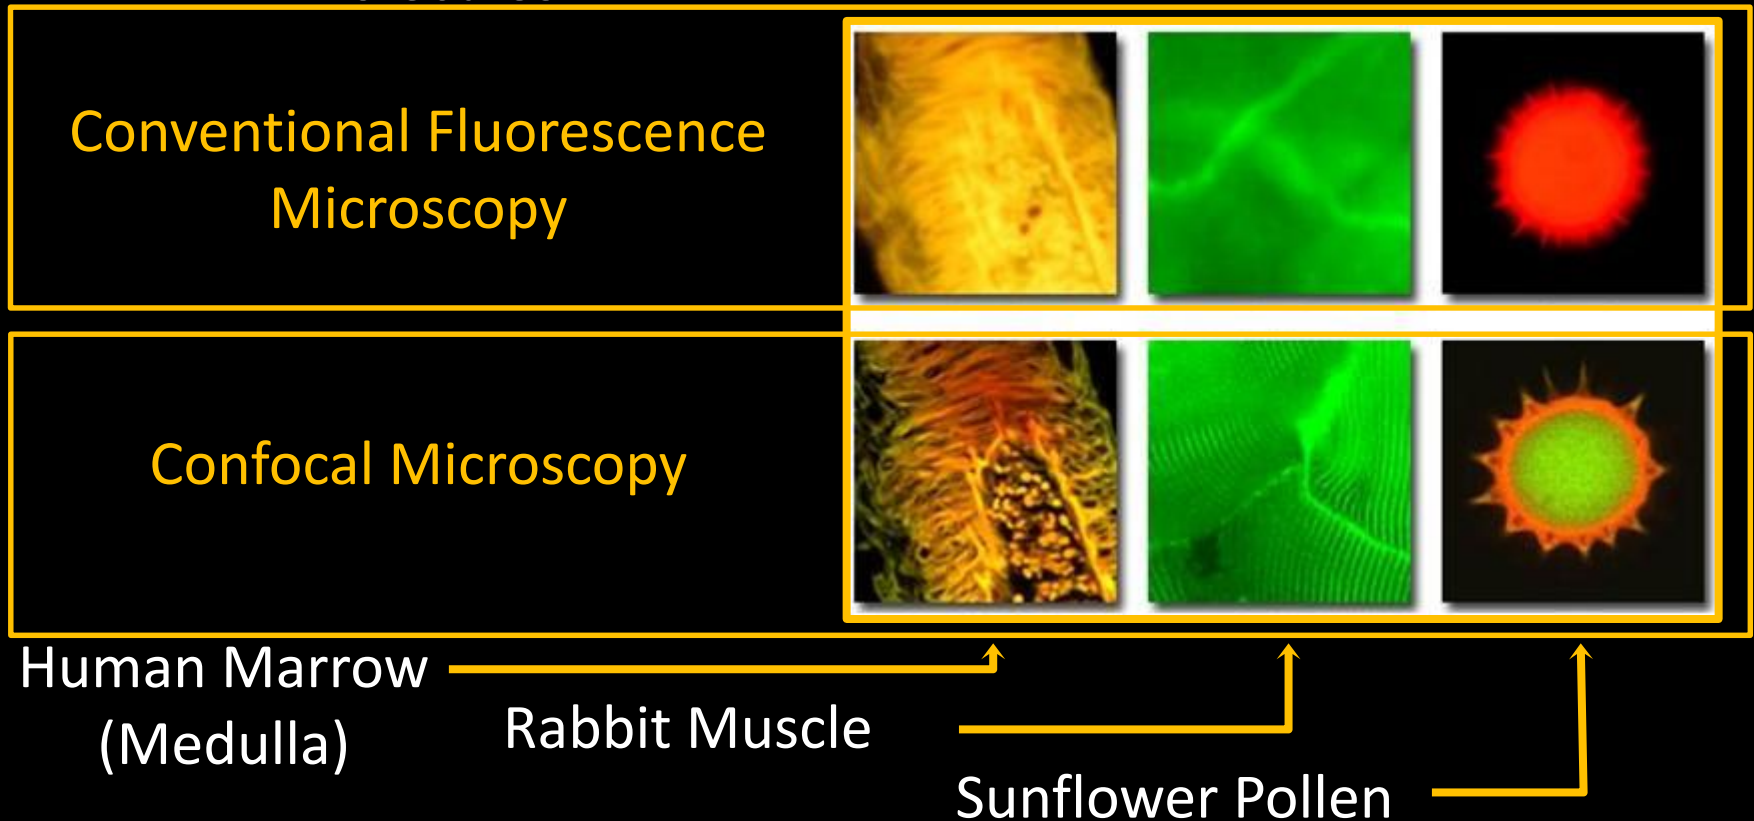 Conventional Fluorescence
Microscopy
Confocal Microscopy
Human Marrow
(Medulla)
Rabbit Muscle
Sunflower Pollen